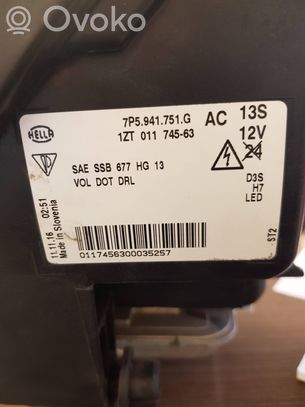 OVOKO
7P5.941.751.G
1ZT 011 745-63
AC 13S
12V
24
HELLA
SAE SSB 677 HG 13
VOL DOT DRL
D3S
H7
LED
11.11.16 02:51
Made in Slovenia
0117456300035257
ST2